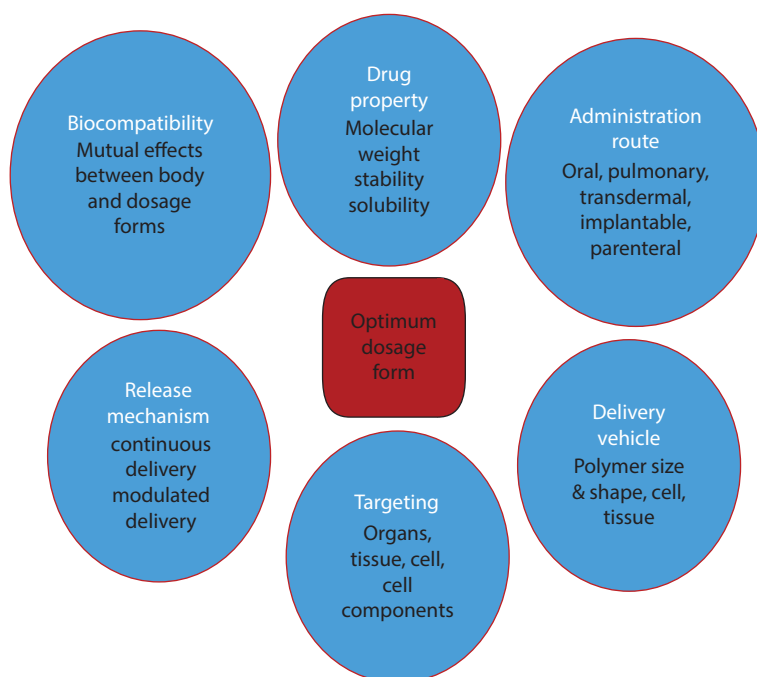 Biocompatibility
Mutual effects
between body
and dosage
forms
Drug
property
Molecular
weight
stability
solubility
Administration
route
Oral, pulmonary,
transdermal,
implantable,
parenteral
Optimum
dosage
form
Release
mechanism
continuous
delivery
modulated
delivery
Targeting
Organs,
tissue, cell,
cell
components
Delivery
vehicle
Polymer size
& shape, cell,
tissue